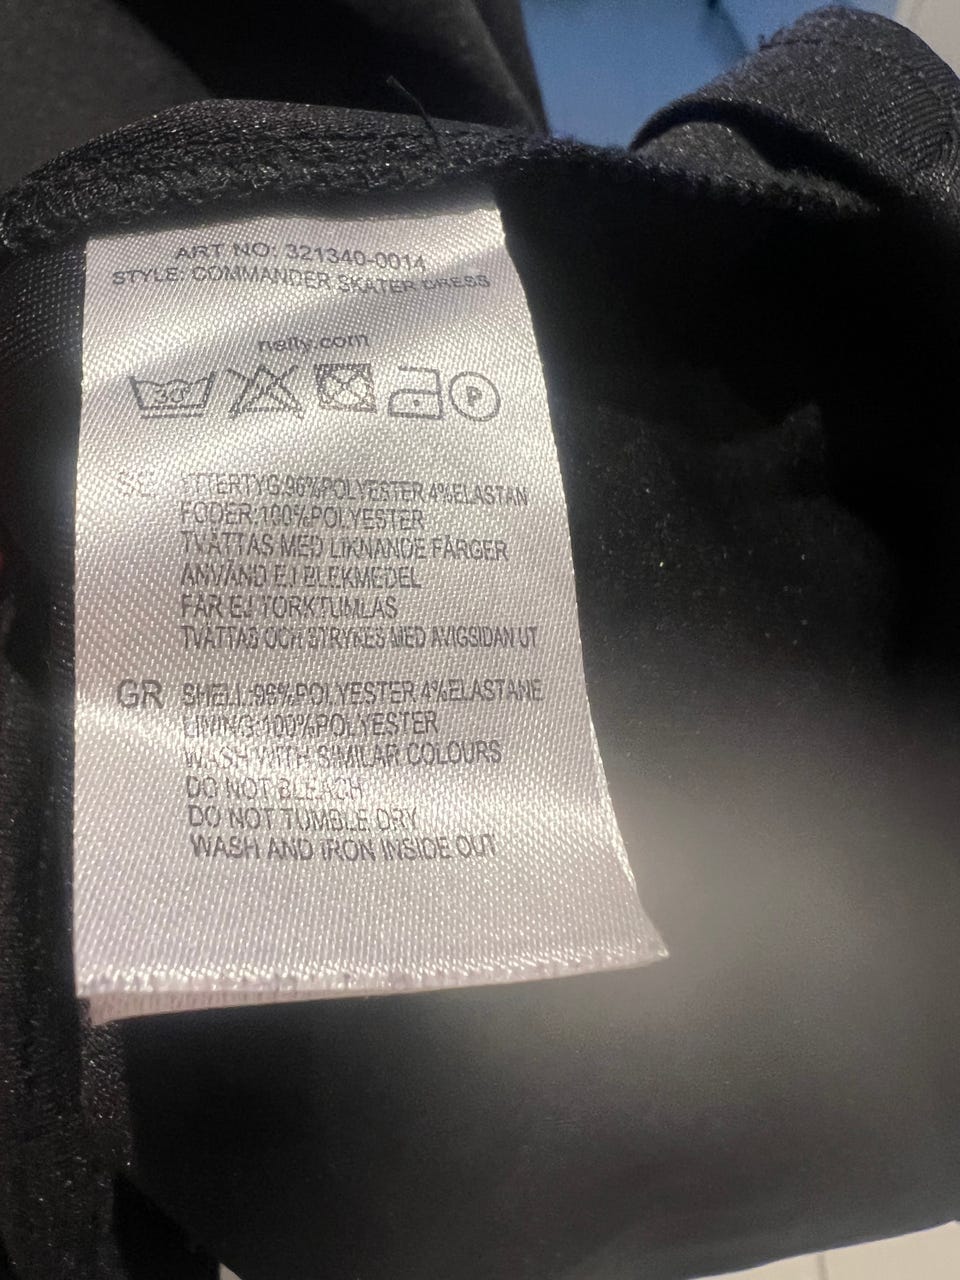 ART NO: 321340-0014
STYLE: COMMANDER SKATER DRESS
nelly.com
30°
P
SE YTTERTYG:96%POLYESTER 4%ELASTAN
FODER:100%POLYESTER
TVÄTTAS MED LIKNANDE FÄRGER
ANVÄND EJ BLEKMEDEL
FÅR EJ TORKTUMLAS
TVÄTTAS OCH STRYKES MED AVIGSIDAN UT
GR SHELL:96%POLYESTER 4%ELASTANE
LINING:100%POLYESTER
WASH WITH SIMILAR COLOURS
DO NOT BLEACH
DO NOT TUMBLE DRY
WASH AND IRON INSIDE OUT